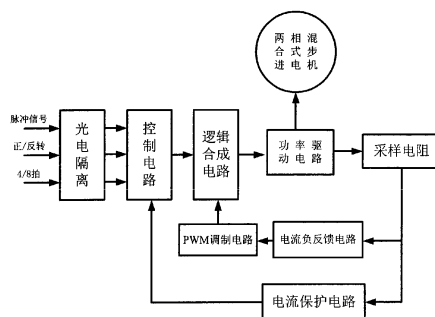 两相混
合式步
进电机
脉冲信号
正/反转
4/8拍
光电隔离
控制电路
逻辑
合成
电路
功率驱
动电路
采样电阻
PWM调制电路
电流负反馈电路
电流保护电路